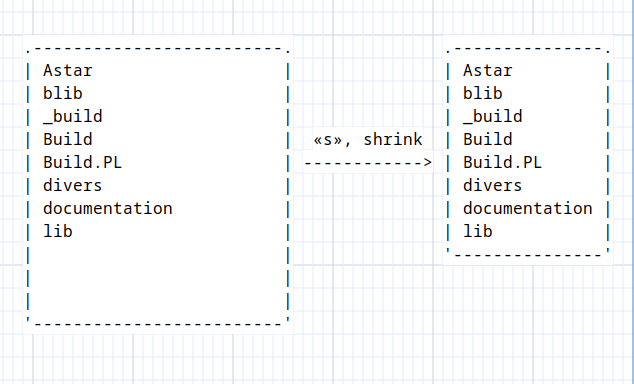 .-------------------------.               .---------------.
| Astar                   |               | Astar         |
| blib                    |               | blib          |
| _build                  |               | _build        |
| Build                   |  «s», shrink  | Build         |
| Build.PL                | ------------> | Build.PL      |
| divers                  |               | divers        |
| documentation           |               | documentation |
| lib                     |               | lib           |
|                         |               '---------------'
|                         |
|                         |
'-------------------------'